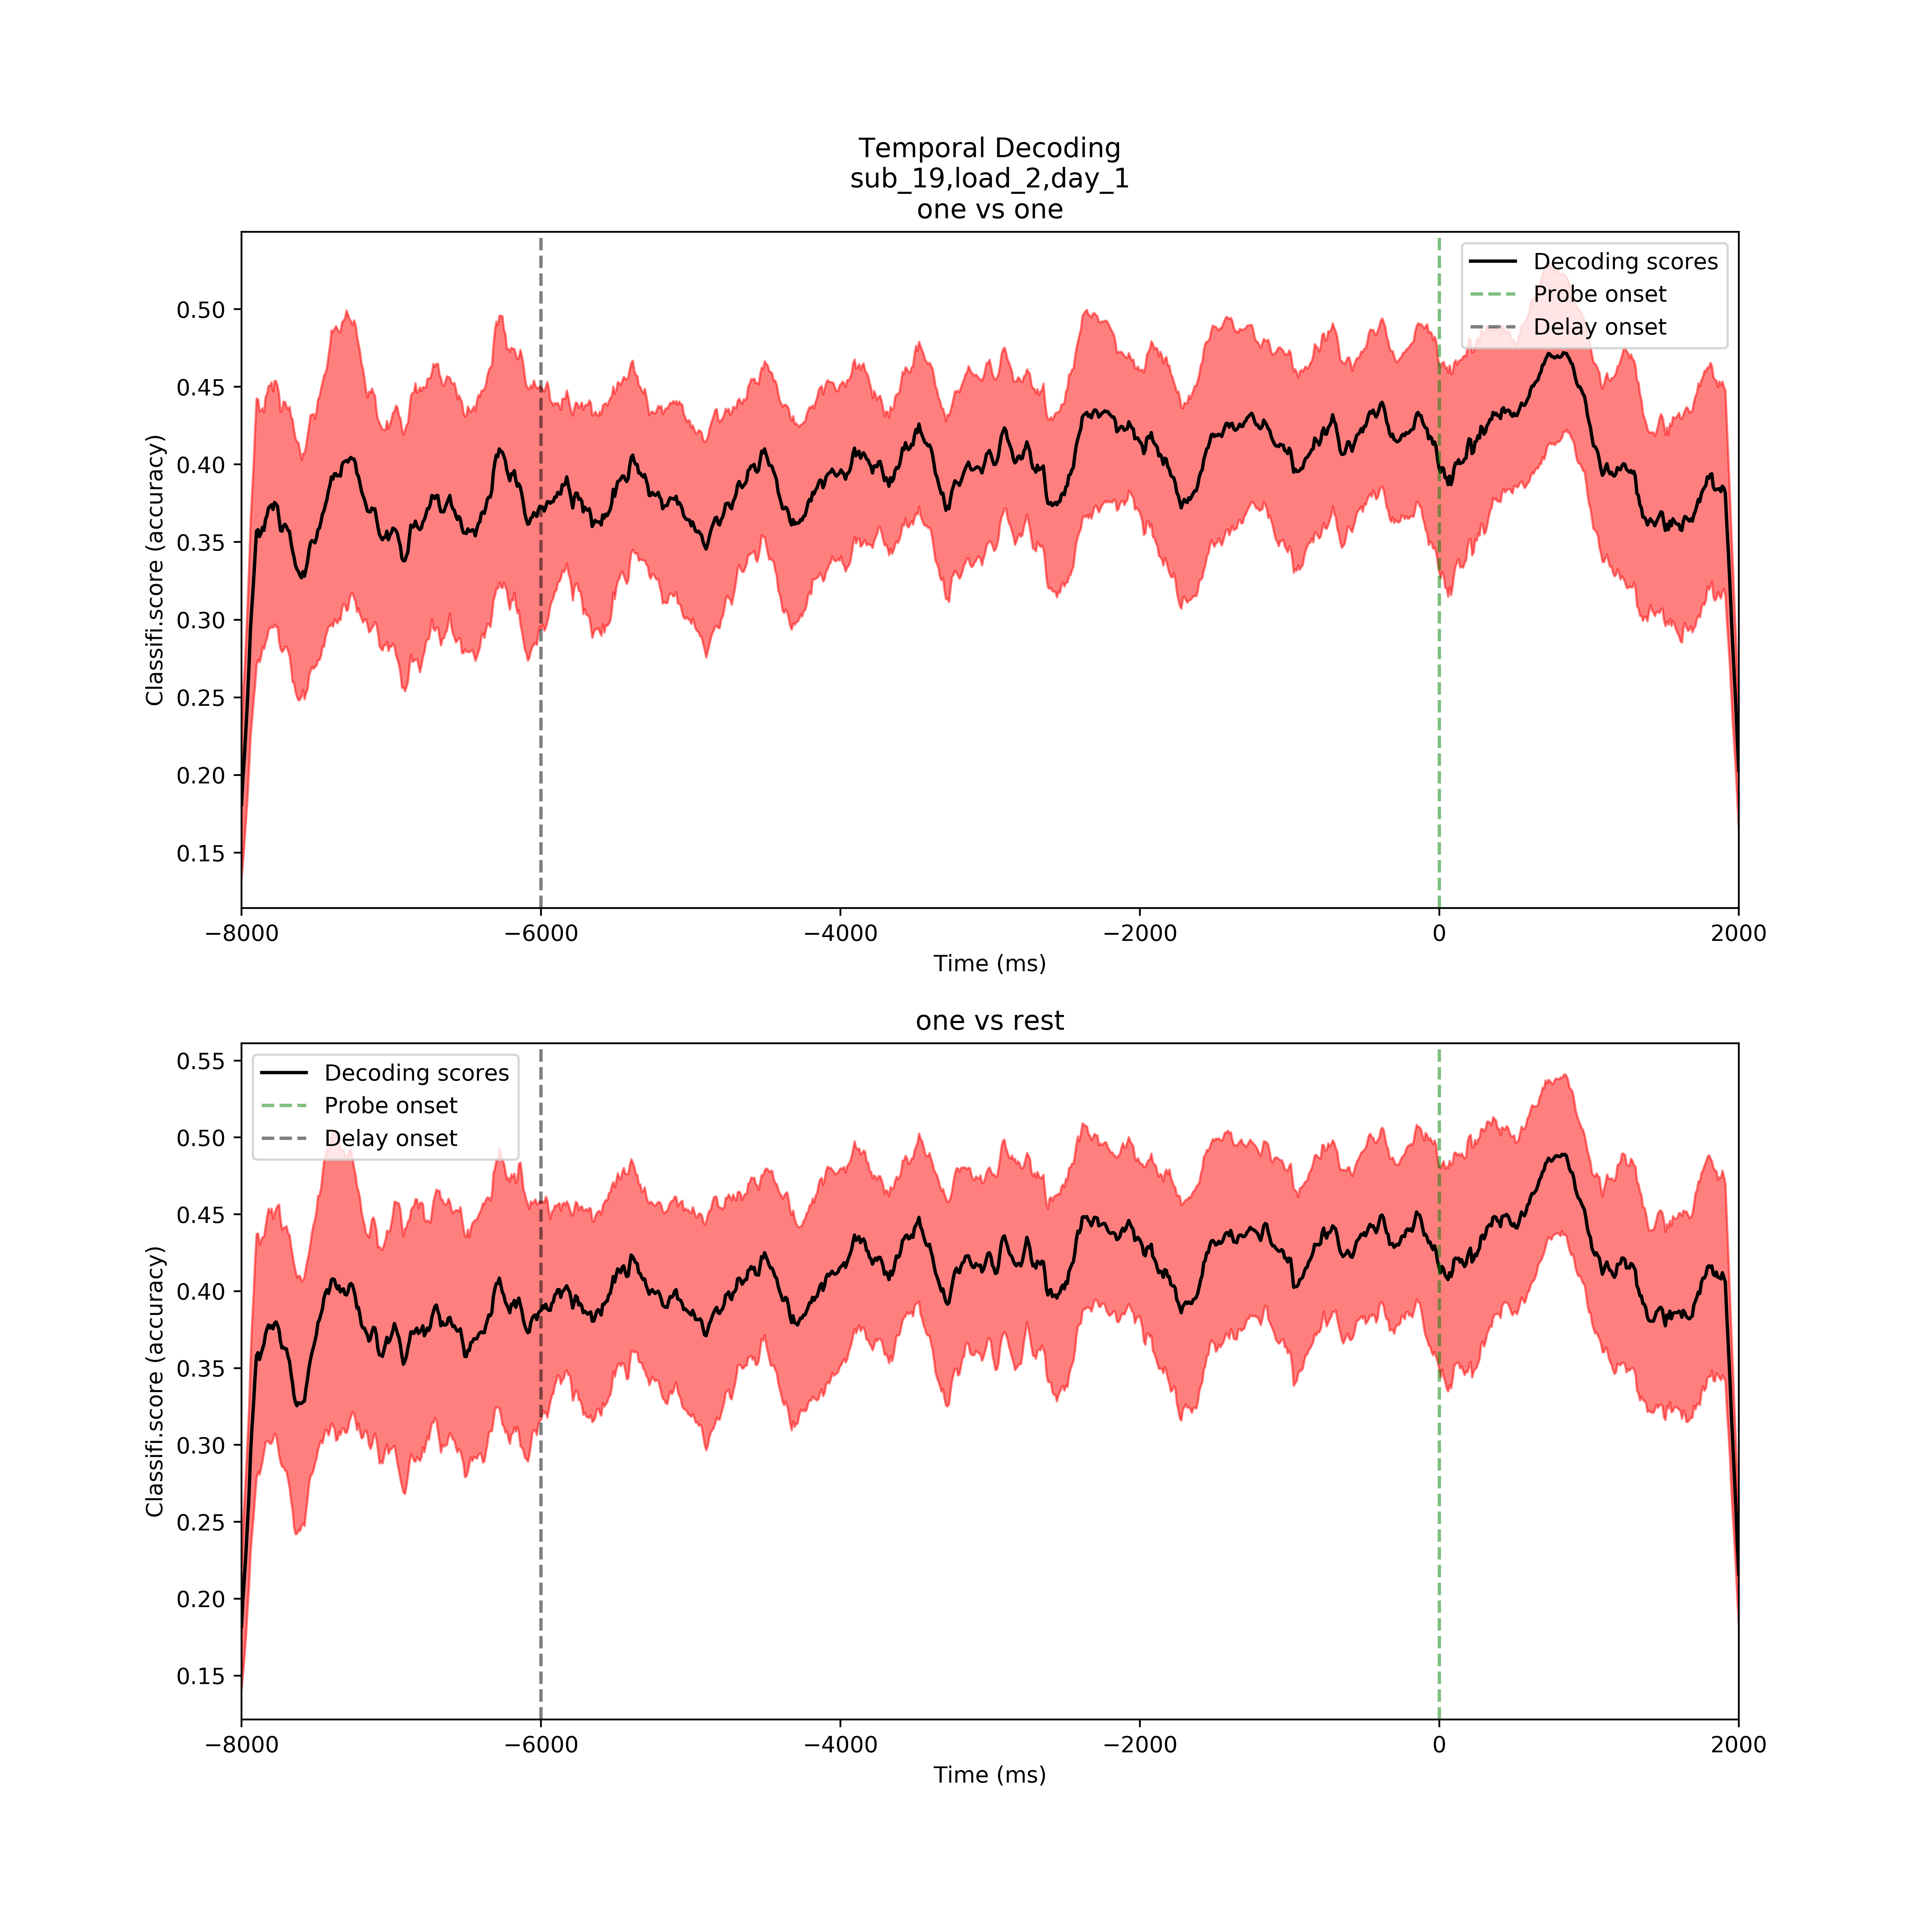 Temporal Decoding
sub_19,load_2,day_1
one vs one
Decoding scores
Probe onset
Delay onset
0.50
0.45
0.40
0.35
0.30
0.25
0.20
0.15
Classifi.score (accuracy)
−8000 −6000 −4000 −2000 0 2000
Time (ms)
one vs rest
Decoding scores
Probe onset
Delay onset
0.55
0.50
0.45
0.40
0.35
0.30
0.25
0.20
0.15
Classifi.score (accuracy)
−8000 −6000 −4000 −2000 0 2000
Time (ms)